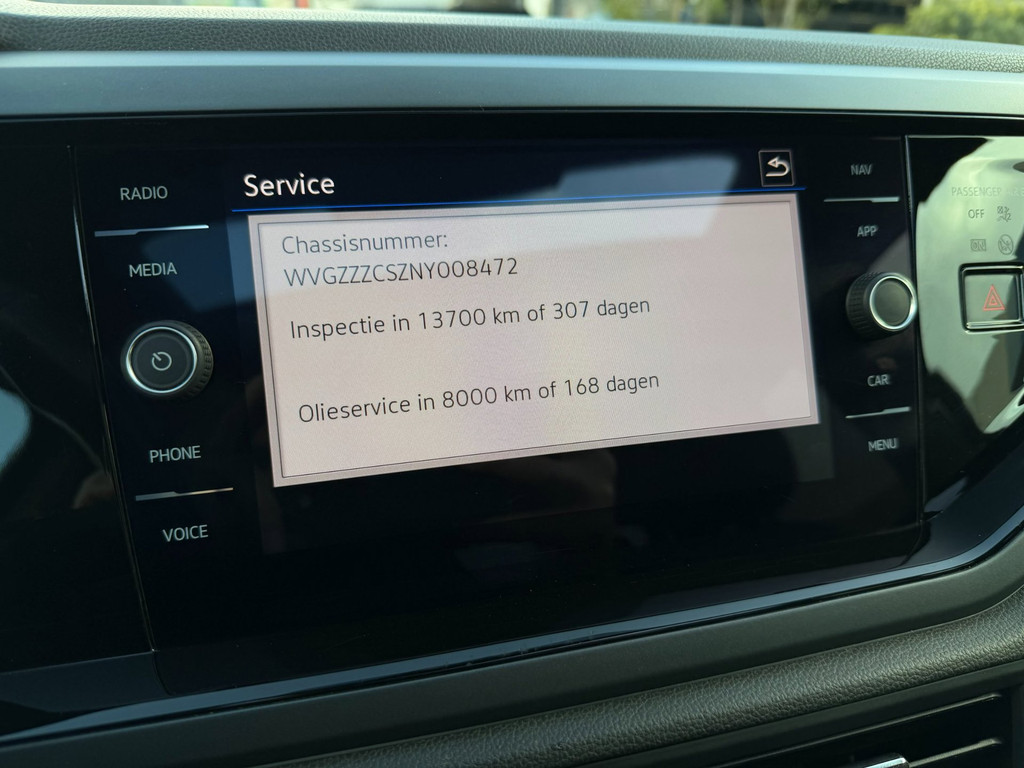 Service
Chassisnummer:
WVGZZZCSZNY008472
Inspectie in 13700 km of 307 dagen
Olieservice in 8000 km of 168 dagen
RADIO
MEDIA
PHONE
VOICE
NAV
APP
CAR
MENU
PASSENGER
OFF